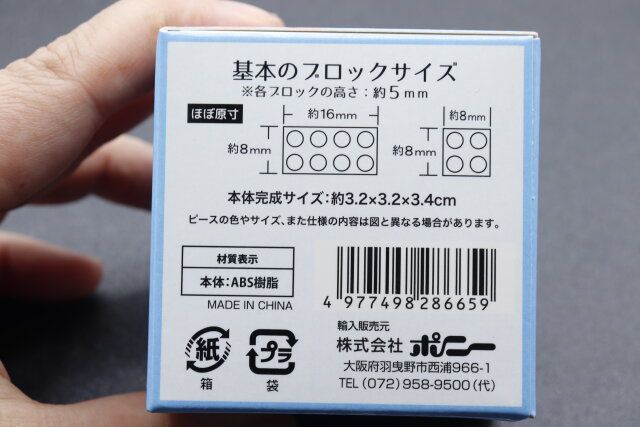 基本のブロックサイズ
※各ブロックの高さ：約5mm
ほぼ原寸
約16mm
約8mm
約8mm
約8mm
本体完成サイズ：約3.2×3.2×3.4cm
ピースの色やサイズ、また仕様の内容は図と異なる場合があります。
材質表示
本体：ABS樹脂
MADE IN CHINA
4 977498 286659
紙
箱
プラ
袋
輸入販売元
株式会社 ポニー
大阪府羽曳野市西浦966-1
TEL (072) 958-9500（代）